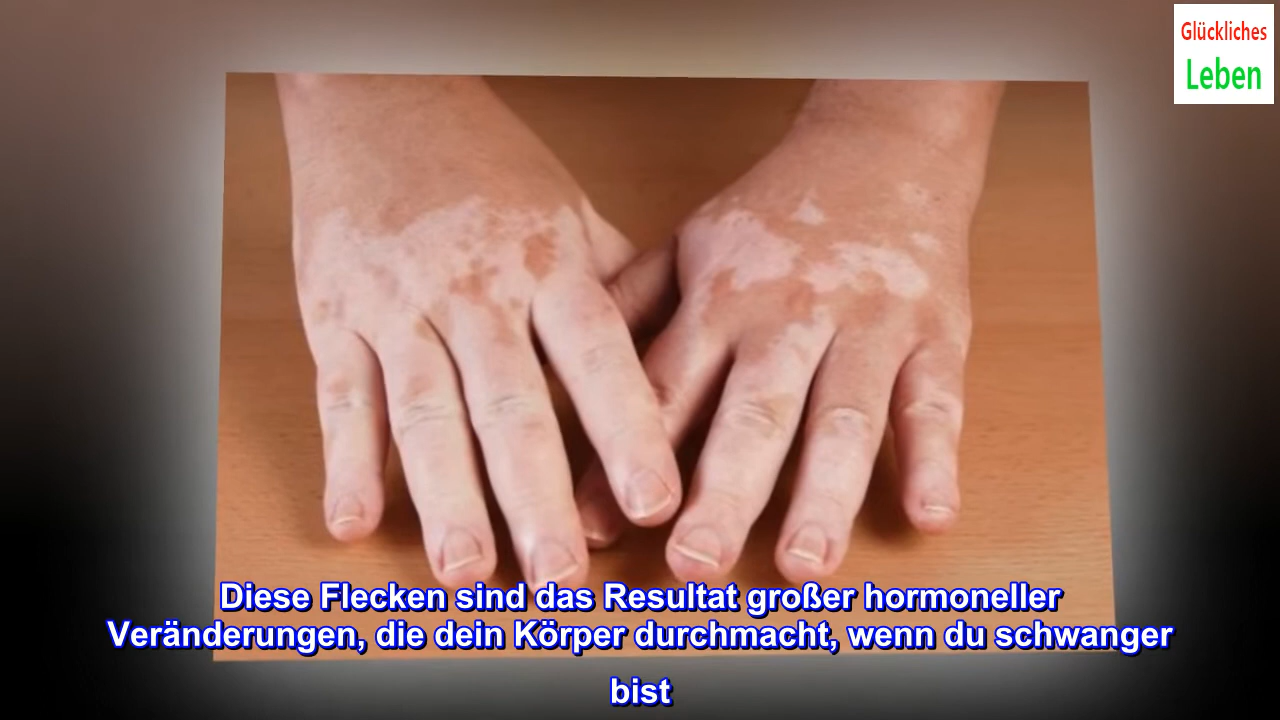 Glückliches
Leben
Diese Flecken sind das Resultat großer hormoneller
Veränderungen, die dein Körper durchmacht, wenn du schwanger
bist